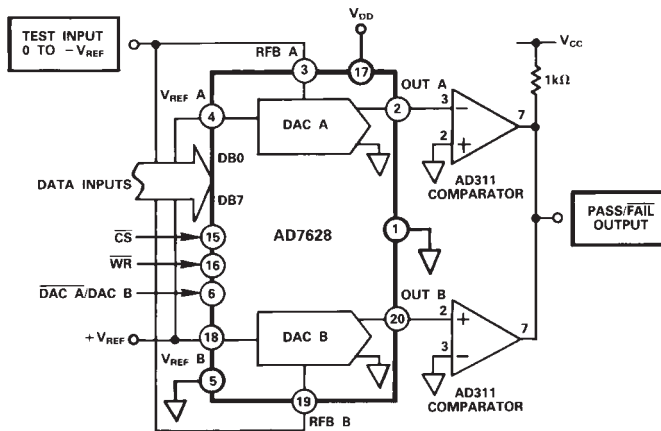 TEST INPUT
0 TO – VREF
VDD
VCC
RFB A
3
17
1kΩ
OUT A
VREF A
4
DAC A
2
3
–
2
+
7
AD311
COMPARATOR
DB0
DATA INPUTS
DB7
PASS/FAIL
OUTPUT
CS
15
AD7628
1
WR
16
DAC A/DAC B
6
OUT B
+ VREF
18
DAC B
20
2
+
3
–
7
VREF B
5
19
RFB B
AD311
COMPARATOR